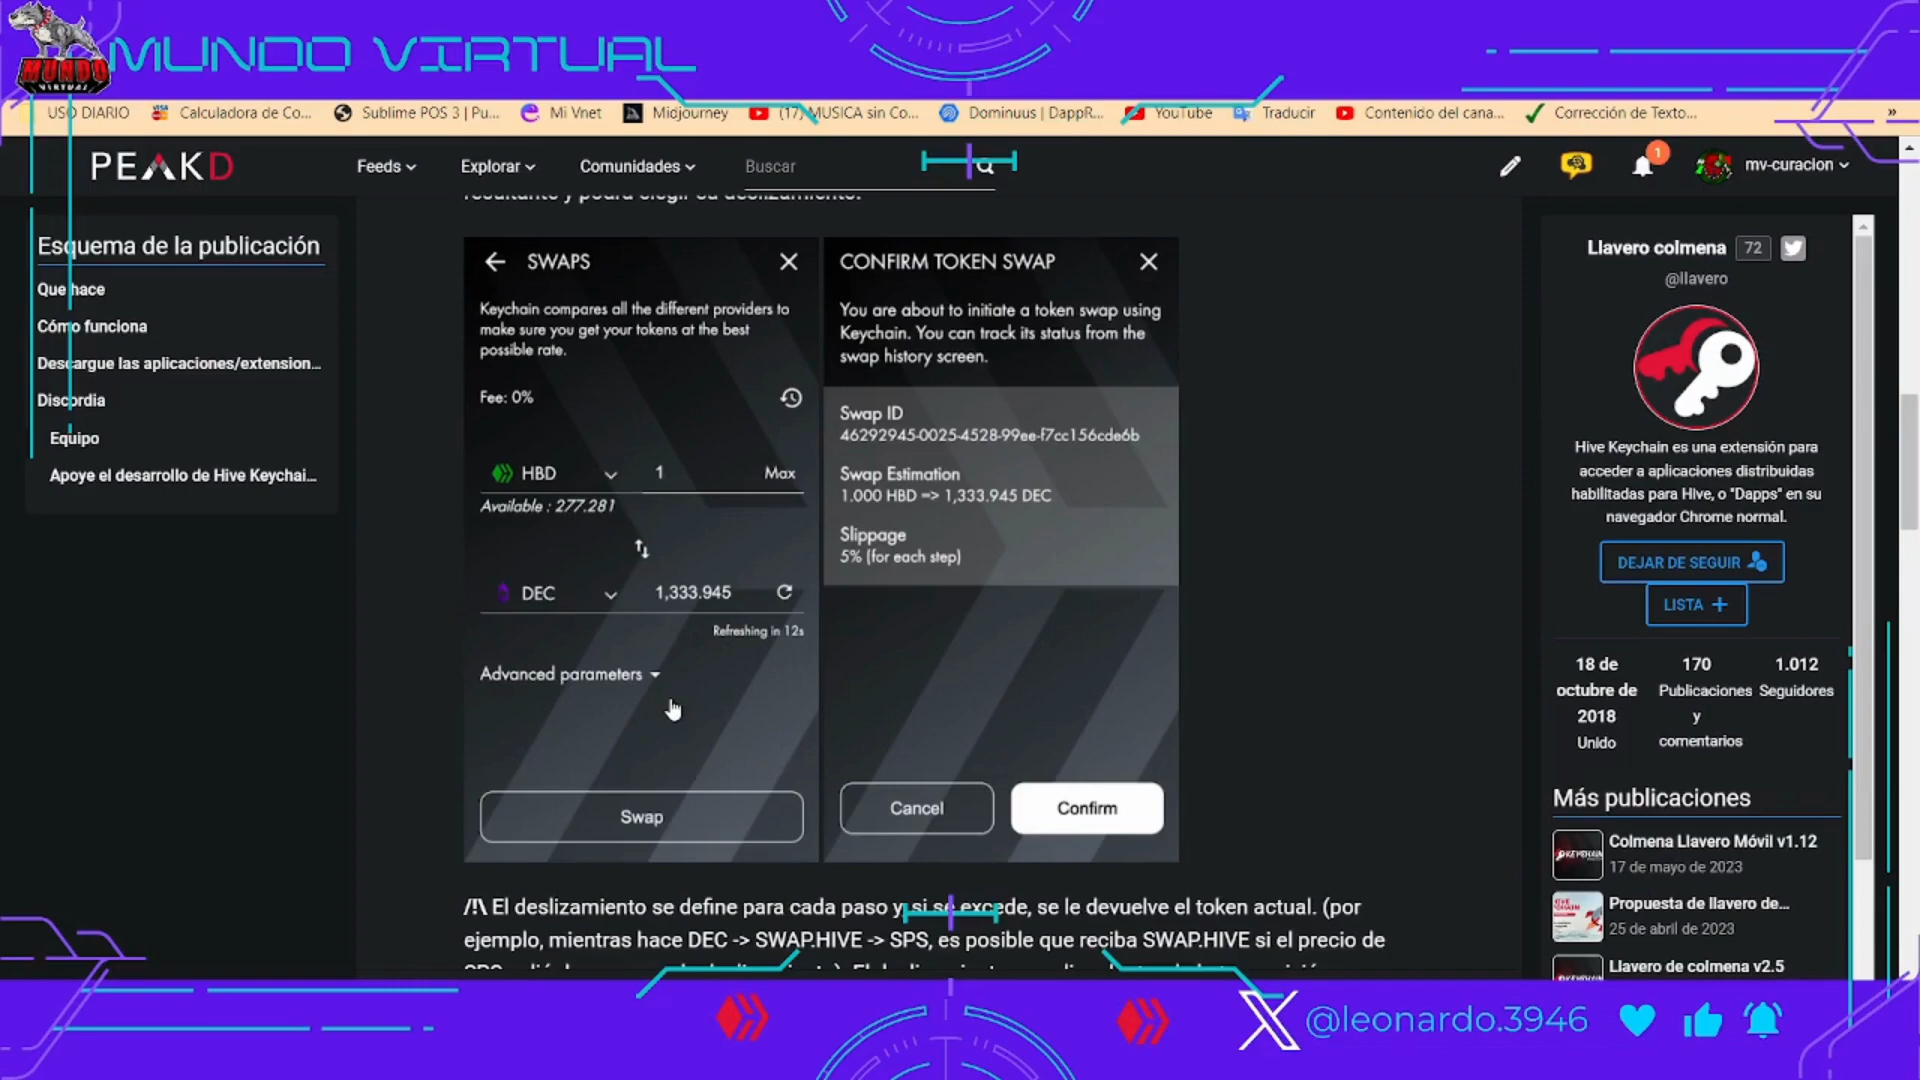 MUNDO VIRTUAL
MUNDO
VIRTUAL
USO DIARIO
Calculadora de Co...
Sublime POS 3 | Pu...
Mi Vnet
Midjourney
(17) MUSICA sin Co...
Dominuus | DappR...
YouTube
Traducir
Contenido del cana...
Corrección de Texto...
»
PEAKD
Feeds
Explorar
Comunidades
Buscar
1
mv-curacion
Esquema de la publicación
Que hace
Cómo funciona
Descargue las aplicaciones/extension...
Discordia
Equipo
Apoye el desarrollo de Hive Keychai...
resultante y podrá elegir su deslizamiento.
SWAPS
Keychain compares all the different providers to
make sure you get your tokens at the best
possible rate.
Fee: 0%
HBD
1
Max
Available : 277.281
DEC
1,333.945
Refreshing in 12s
Advanced parameters
Swap
CONFIRM TOKEN SWAP
You are about to initiate a token swap using
Keychain. You can track its status from the
swap history screen.
Swap ID
46292945-0025-4528-99ee-f7cc156cde6b
Swap Estimation
1.000 HBD => 1,333.945 DEC
Slippage
5% (for each step)
Cancel
Confirm
/!\ El deslizamiento se define para cada paso y si se excede, se le devuelve el token actual. (por
ejemplo, mientras hace DEC -> SWAP.HIVE -> SPS, es posible que reciba SWAP.HIVE si el precio de
Llavero colmena 72
@llavero
Hive Keychain es una extensión para
acceder a aplicaciones distribuidas
habilitadas para Hive, o "Dapps" en su
navegador Chrome normal.
DEJAR DE SEGUIR
LISTA +
18 de
octubre de
2018
Unido
170
Publicaciones
y
comentarios
1.012
Seguidores
Más publicaciones
Colmena Llavero Móvil v1.12
17 de mayo de 2023
Propuesta de llavero de...
25 de abril de 2023
Llavero de colmena v2.5
X @leonardo.3946